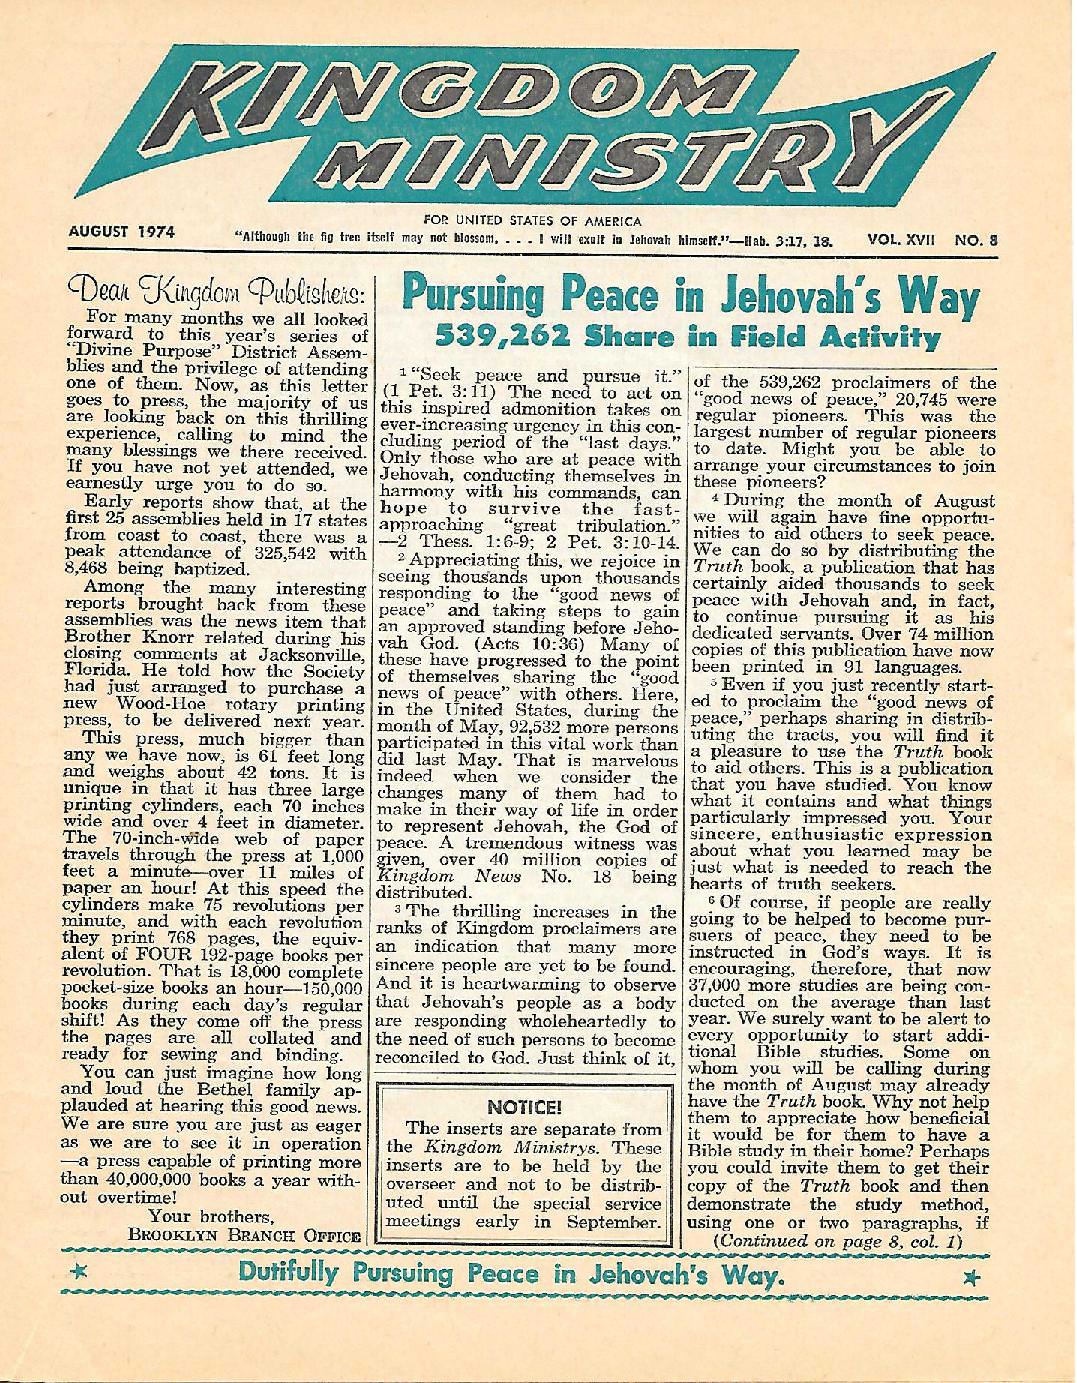 KINGDOM
MINISTRY
FOR UNITED STATES OF AMERICA
AUGUST 1974
"Although the fig tree itself may not blossom, . . . I will exult in Jehovah himself."—Hab. 3:17, 18.
VOL. XVII NO. 8
Dear Kingdom Publishers:
For many months we all looked
forward to this year's series of
"Divine Purpose" District Assem-
blies and the privilege of attending
one of them. Now, as this letter
goes to press, the majority of us
are looking back on this thrilling
experience, calling to mind the
many blessings we there received.
If you have not yet attended, we
earnestly urge you to do so.
Early reports show that, at the
first 25 assemblies held in 17 states
from coast to coast, there was a
peak attendance of 325,542 with
8,468 being baptized.
Among the many interesting
reports brought back from these
assemblies was the news item that
Brother Knorr related during his
closing comments at Jacksonville,
Florida. He told how the Society
had just arranged to purchase a
new Wood-Hoe rotary printing
press, to be delivered next year.
This press, much bigger than
any we have now, is 61 feet long
and weighs about 42 tons. It is
unique in that it has three large
printing cylinders, each 70 inches
wide and over 4 feet in diameter.
The 70-inch-wide web of paper
travels through the press at 1,000
feet a minute—over 11 miles of
paper an hour! At this speed the
cylinders make 75 revolutions per
minute, and with each revolution
they print 768 pages, the equiv-
alent of FOUR 192-page books per
revolution. That is 18,000 complete
pocket-size books an hour—150,000
books during each day's regular
shift! As they come off the press
the pages are all collated and
ready for sewing and binding.
You can just imagine how long
and loud the Bethel family ap-
plauded at hearing this good news.
We are sure you are just as eager
as we are to see it in operation
—a press capable of printing more
than 40,000,000 books a year with-
out overtime!
Your brothers,
BROOKLYN BRANCH OFFICE
Pursuing Peace in Jehovah's Way
539,262 Share in Field Activity
1 "Seek peace and pursue it."
(1 Pet. 3:11) The need to act on
this inspired admonition takes on
ever-increasing urgency in this con-
cluding period of the "last days."
Only those who are at peace with
Jehovah, conducting themselves in
harmony with his commands, can
hope to survive the fast-
approaching "great tribulation."
—2 Thess. 1:6-9; 2 Pet. 3:10-14.
2 Appreciating this, we rejoice in
seeing thousands upon thousands
responding to the "good news of
peace" and taking steps to gain
an approved standing before Jeho-
vah God. (Acts 10:36) Many of
these have progressed to the point
of themselves sharing the "good
news of peace" with others. Here,
in the United States, during the
month of May, 92,532 more persons
participated in this vital work than
did last May. That is marvelous
indeed when we consider the
changes many of them had to
make in their way of life in order
to represent Jehovah, the God of
peace. A tremendous witness was
given, over 40 million copies of
Kingdom News No. 18 being
distributed.
3 The thrilling increases in the
ranks of Kingdom proclaimers are
an indication that many more
sincere people are yet to be found.
And it is heartwarming to observe
that Jehovah's people as a body
are responding wholeheartedly to
the need of such persons to become
reconciled to God. Just think of it,
NOTICE!
The inserts are separate from
the Kingdom Ministrys. These
inserts are to be held by the
overseer and not to be distrib-
uted until the special service
meetings early in September.
of the 539,262 proclaimers of the
"good news of peace," 20,745 were
regular pioneers. This was the
largest number of regular pioneers
to date. Might you be able to
arrange your circumstances to join
these pioneers?
4 During the month of August
we will again have fine opportu-
nities to aid others to seek peace.
We can do so by distributing the
Truth book, a publication that has
certainly aided thousands to seek
peace with Jehovah and, in fact,
to continue pursuing it as his
dedicated servants. Over 74 million
copies of this publication have now
been printed in 91 languages.
5 Even if you just recently start-
ed to proclaim the "good news of
peace," perhaps sharing in distrib-
uting the tracts, you will find it
a pleasure to use the Truth book
to aid others. This is a publication
that you have studied. You know
what it contains and what things
particularly impressed you. Your
sincere, enthusiastic expression
about what you learned may be
just what is needed to reach the
hearts of truth seekers.
6 Of course, if people are really
going to be helped to become pur-
suers of peace, they need to be
instructed in God's ways. It is
encouraging, therefore, that now
37,000 more studies are being con-
ducted on the average than last
year. We surely want to be alert to
every opportunity to start addi-
tional Bible studies. Some on
whom you will be calling during
the month of August may already
have the Truth book. Why not help
them to appreciate how beneficial
it would be for them to have a
Bible study in their home? Perhaps
you could invite them to get their
copy of the Truth book and then
demonstrate the study method,
using one or two paragraphs, if
(Continued on page 8, col. 1)
Dutifully Pursuing Peace in Jehovah's Way.